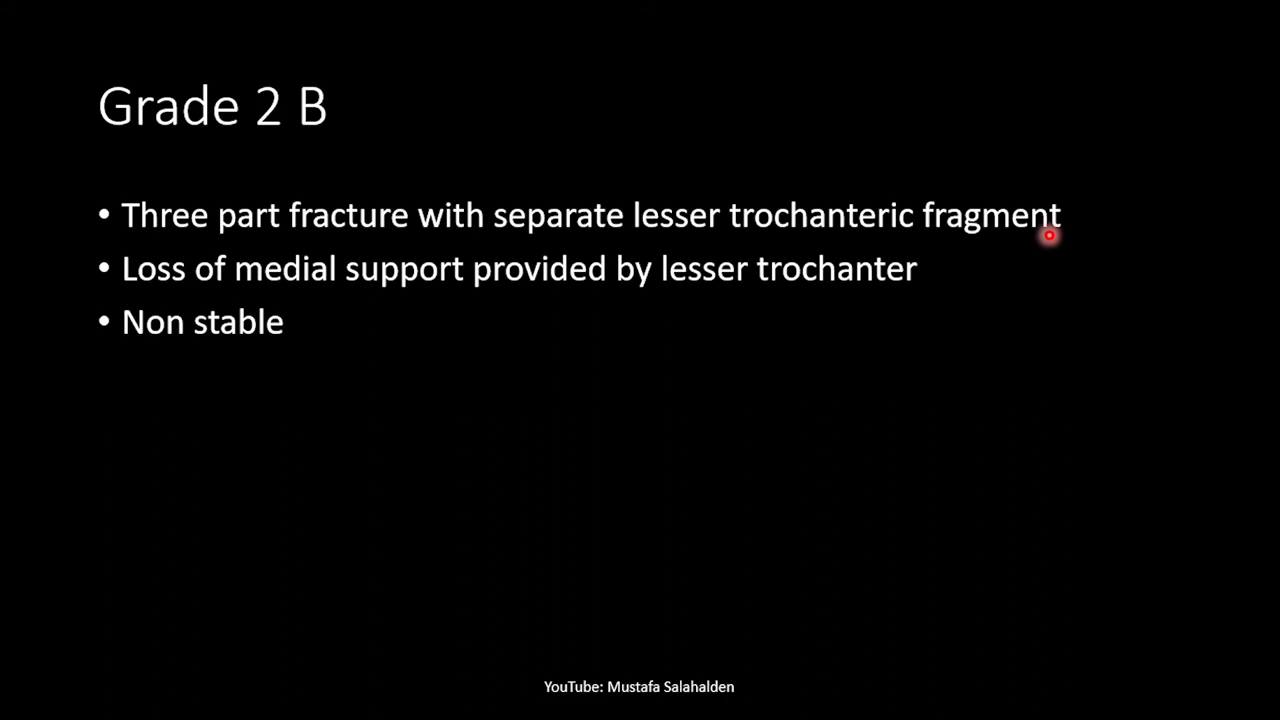 Grade 2 B
• Three part fracture with separate lesser trochanteric fragment
• Loss of medial support provided by lesser trochanter
• Non stable
YouTube: Mustafa Salahalden